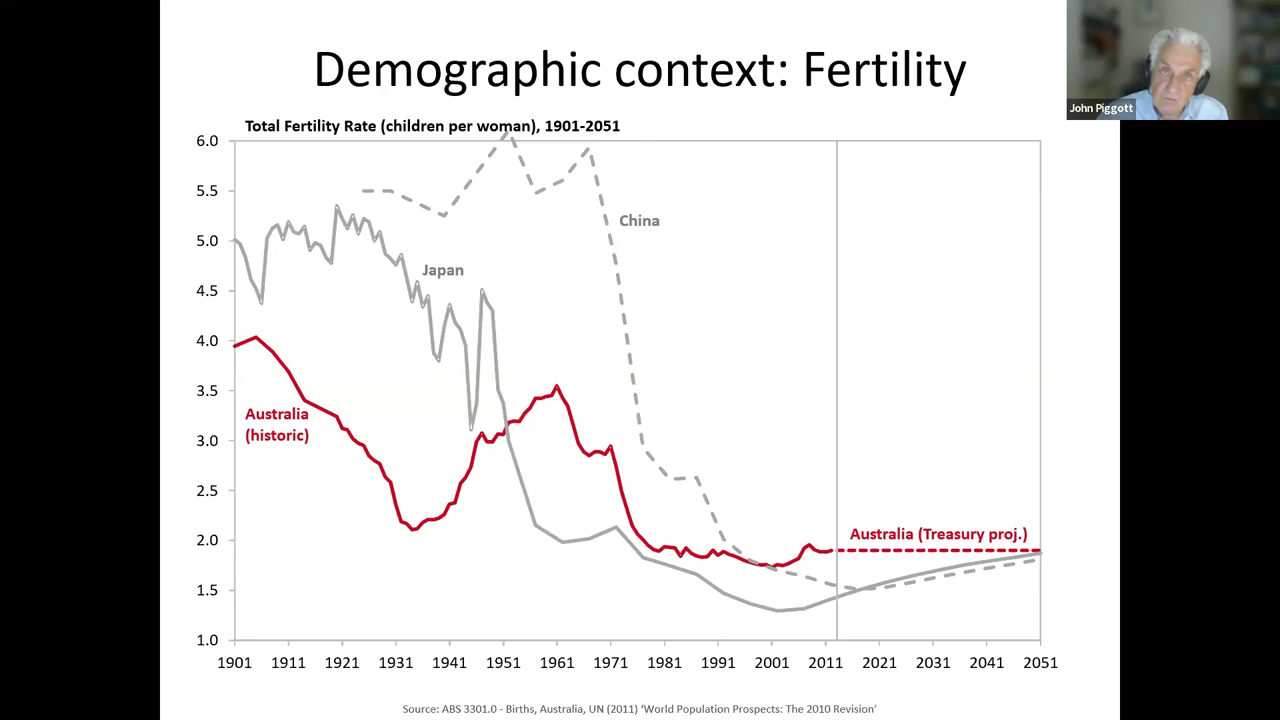 Demographic context: Fertility
John Piggott
Total Fertility Rate (children per woman), 1901-2051
6.0
5.5
5.0
4.5
4.0
3.5
3.0
2.5
2.0
1.5
1.0
China
Japan
Australia
(historic)
Australia (Treasury proj.)
1901 1911 1921 1931 1941 1951 1961 1971 1981 1991 2001 2011 2021 2031 2041 2051
Source: ABS 3301.0 - Births, Australia, UN (2011) ‘World Population Prospects: The 2010 Revision’